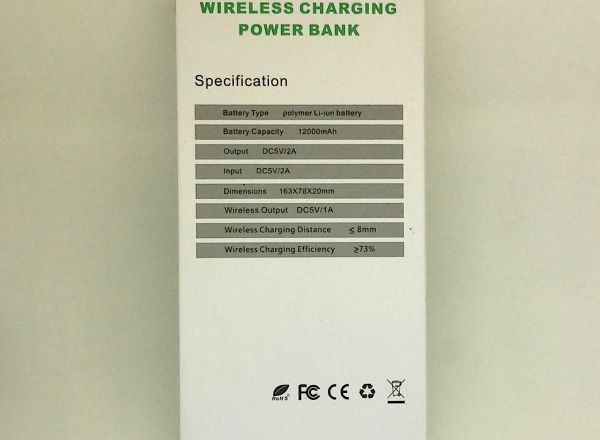 WIRELESS CHARGING
POWER BANK
Specification
Battery Type polymer Li-ion battery
Battery Capacity 12000mAh
Output DC5V/2A
Input DC5V/2A
Dimensions 163X78X20mm
Wireless Output DC5V/1A
Wireless Charging Distance ≤ 8mm
Wireless Charging Efficiency ≥73%
RoHS FC CE